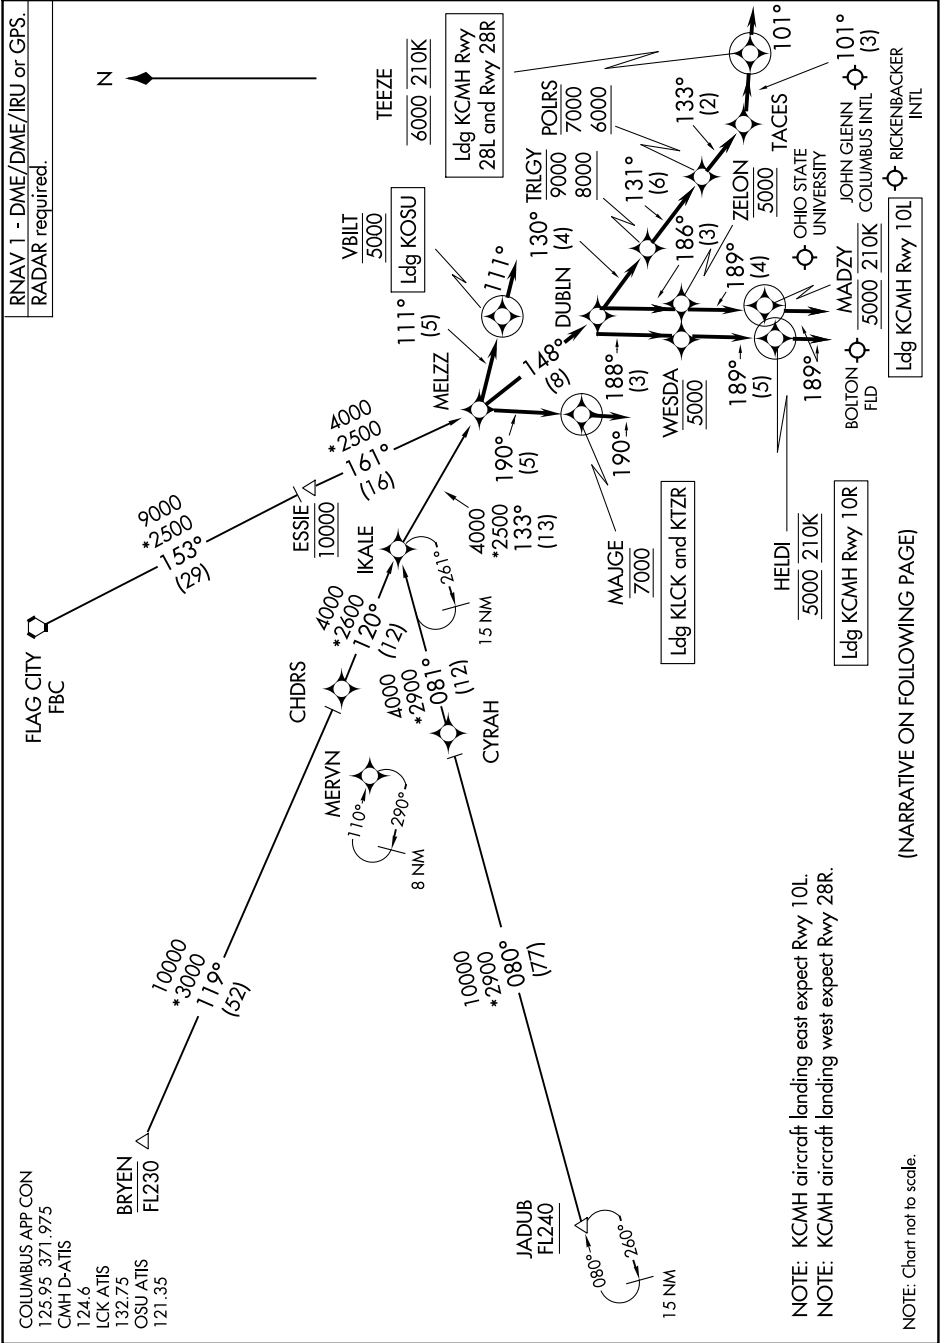 RNAV 1 - DME/DME/IRU or GPS.
RADAR required.
COLUMBUS APP CON
125.95 371.975
CMH D-ATIS
124.6
LCK ATIS
132.75
OSU ATIS
121.35
N
FLAG CITY
FBC
9000
*2500
153°
(29)
ESSIE
10000
4000
*2500
161°
(16)
BRYEN
FL230
10000
*3000
119°
(52)
CHDRS
4000
*2600
120°
(12)
IKALE
261°
15 NM
4000
*2500
133°
(13)
MERVN
110°
290°
8 NM
CYRAH
4000
*2900
081°
(12)
JADUB
FL240
080°
260°
15 NM
10000
*2900
080°
(77)
MELZZ
111°
(5)
VBILT
5000
Ldg KOSU
111°
148°
(8)
190°
(5)
190°
MAJGE
7000
Ldg KLCK and KTZR
DUBLN
130°
(4)
TRLGY
9000
8000
131°
(6)
POLRS
7000
6000
133°
(2)
TACES
101°
(3)
TEEZE
6000 210K
Ldg KCMH Rwy
28L and Rwy 28R
101°
186°
(3)
ZELON
5000
189°
(4)
MADZY
5000 210K
Ldg KCMH Rwy 10L
188°
(3)
WESDA
5000
189°
(5)
189°
HELDI
5000 210K
Ldg KCMH Rwy 10R
OHIO STATE
UNIVERSITY
JOHN GLENN
COLUMBUS INTL
RICKENBACKER
INTL
BOLTON
FLD
NOTE: KCMH aircraft landing east expect Rwy 10L.
NOTE: KCMH aircraft landing west expect Rwy 28R.
(NARRATIVE ON FOLLOWING PAGE)
NOTE: Chart not to scale.